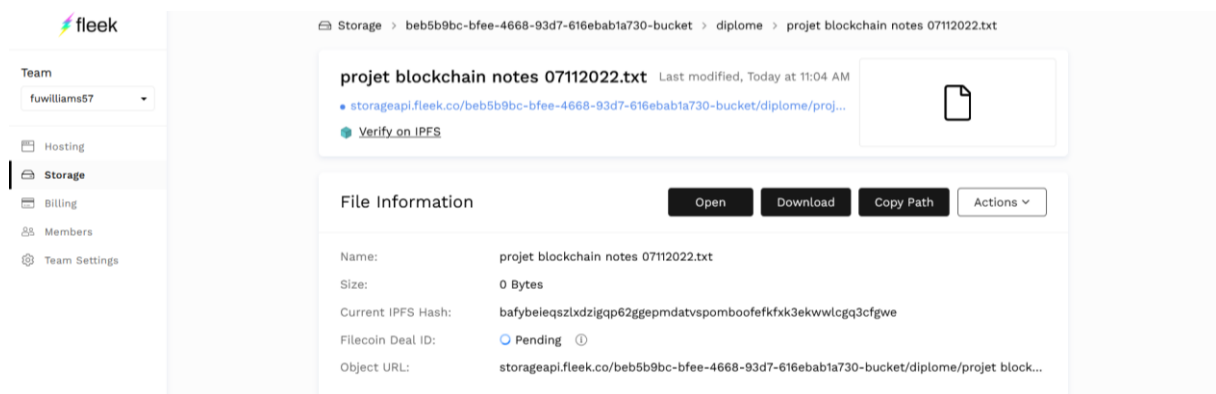 fleek
Team
fuwilliams57
Hosting
Storage
Billing
Members
Team Settings
Storage > beb5b9bc-bfee-4668-93d7-616ebab1a730-bucket > diplome > projet blockchain notes 07112022.txt
projet blockchain notes 07112022.txt Last modified, Today at 11:04 AM
storageapi.fleek.co/beb5b9bc-bfee-4668-93d7-616ebab1a730-bucket/diplome/proj...
Verify on IPFS
File Information Open Download Copy Path Actions
Name: projet blockchain notes 07112022.txt
Size: 0 Bytes
Current IPFS Hash: bafybeieqszlxdzigqp62ggepmdatvspomboofefkfxk3ekwwlcgq3cfgwe
Filecoin Deal ID: Pending
Object URL: storageapi.fleek.co/beb5b9bc-bfee-4668-93d7-616ebab1a730-bucket/diplome/projet block...